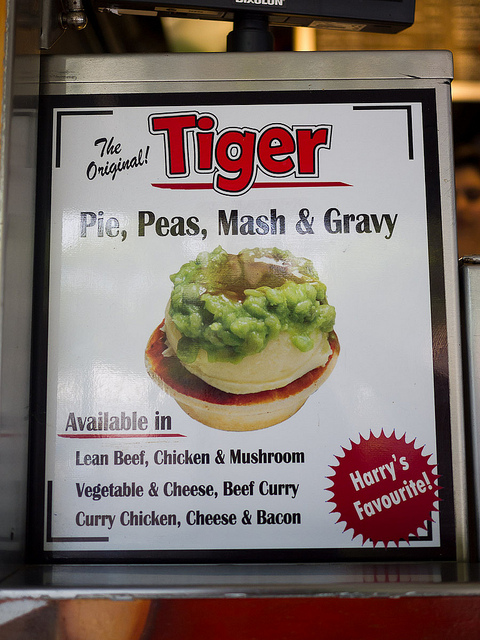 BIXOLON
The
Original!
Tiger
Pie, Peas, Mash & Gravy
Available in
Lean Beef, Chicken & Mushroom
Vegetable & Cheese, Beef Curry
Curry Chicken, Cheese & Bacon
Harry's
Favourite!